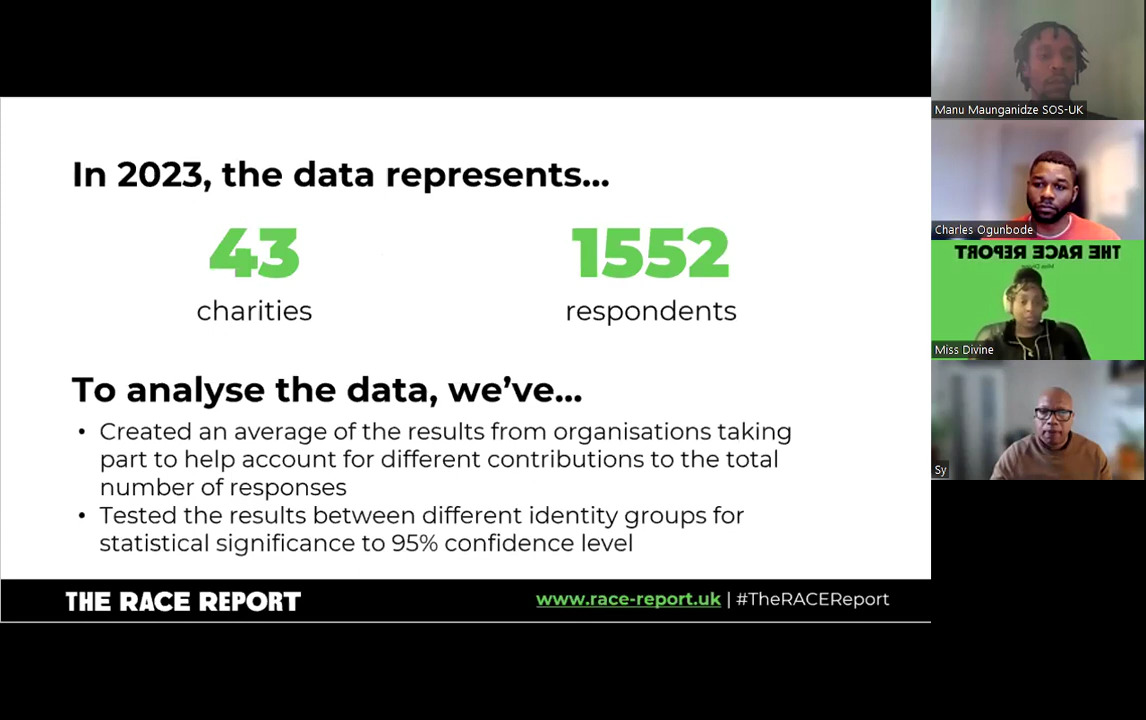 In 2023, the data represents...
43
charities
1552
respondents
To analyse the data, we've...
• Created an average of the results from organisations taking
part to help account for different contributions to the total
number of responses
• Tested the results between different identity groups for
statistical significance to 95% confidence level
THE RACE REPORT
www.race-report.uk | #TheRACEReport
Manu Maunganidze SOS-UK
Charles Ogunbode
THE RACE REPORT
Miss Divine
Miss Divine
Sy